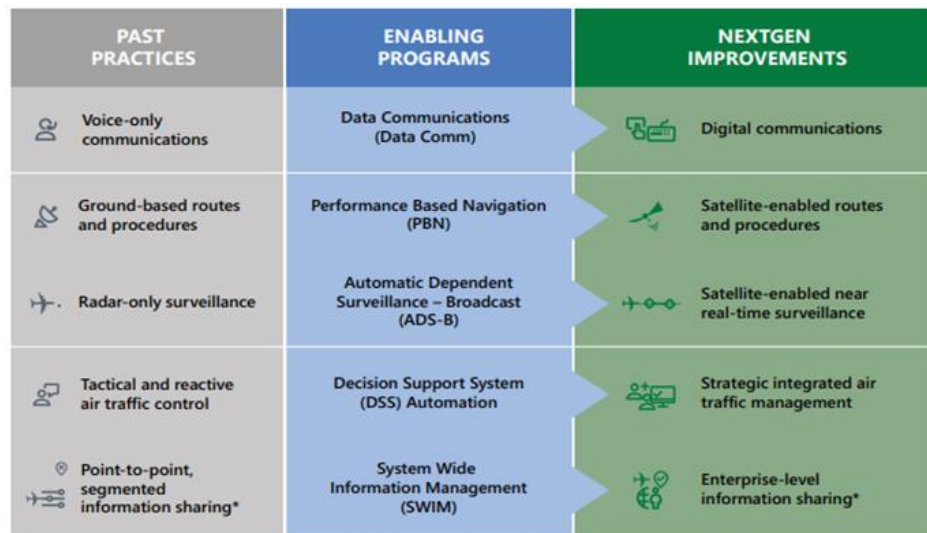 PAST
PRACTICES
ENABLING
PROGRAMS
NEXTGEN
IMPROVEMENTS
Voice-only
communications
Data Communications
(Data Comm)
Digital communications
Ground-based routes
and procedures
Performance Based Navigation
(PBN)
Satellite-enabled routes
and procedures
Radar-only surveillance
Automatic Dependent
Surveillance – Broadcast
(ADS-B)
Satellite-enabled near
real-time surveillance
Tactical and reactive
air traffic control
Decision Support System
(DSS) Automation
Strategic integrated air
traffic management
Point-to-point,
segmented
information sharing*
System Wide
Information Management
(SWIM)
Enterprise-level
information sharing*